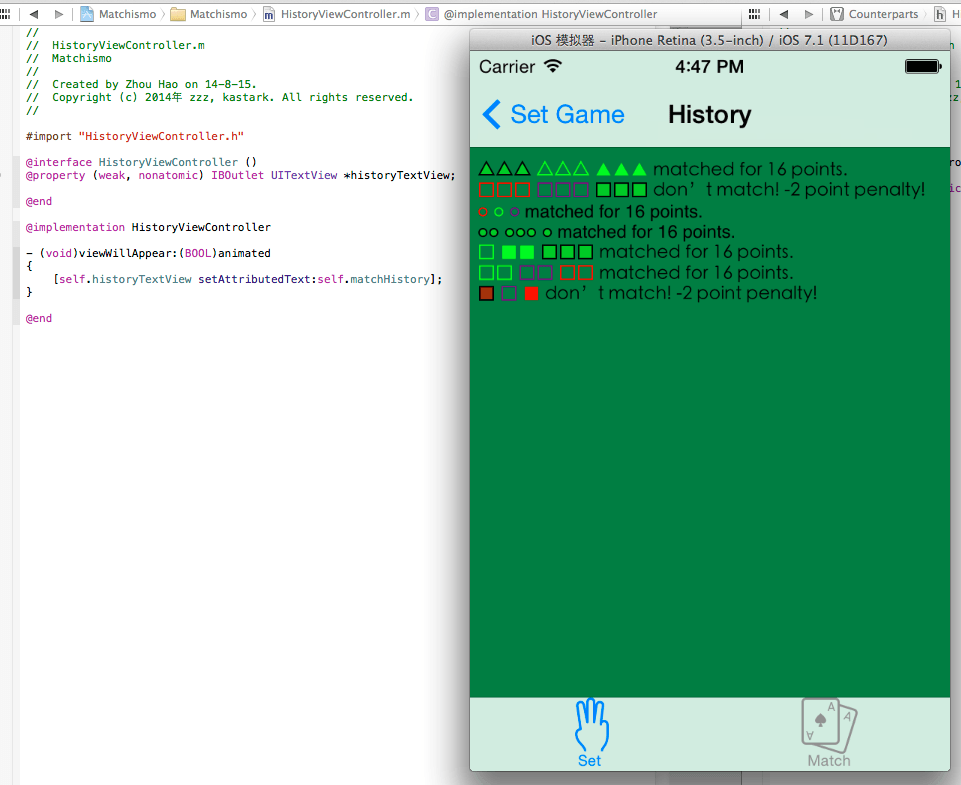 Matchismo Matchismo HistoryViewController.m @implementation HistoryViewController Counterparts
//
// HistoryViewController.m
// Matchismo
//
// Created by Zhou Hao on 14-8-15.
// Copyright (c) 2014年 zzz, kastark. All rights reserved.
//
#import "HistoryViewController.h"
@interface HistoryViewController ()
@property (weak, nonatomic) IBOutlet UITextView *historyTextView;
@end
@implementation HistoryViewController
- (void)viewWillAppear:(BOOL)animated
{
[self.historyTextView setAttributedText:self.matchHistory];
}
@end
iOS 模拟器 - iPhone Retina (3.5-inch) / iOS 7.1 (11D167)
Carrier 4:47 PM
Set Game History
△△△ △△△ ▲▲▲ matched for 16 points.
□□□ □□□ ■■■ don't match! -2 point penalty!
○ ○ ○ matched for 16 points.
○○ ○○○ ○ matched for 16 points.
□ ■■ ■■■ matched for 16 points.
□□ □□ □□ matched for 16 points.
■ □ ■ don't match! -2 point penalty!
A A A
Set Match